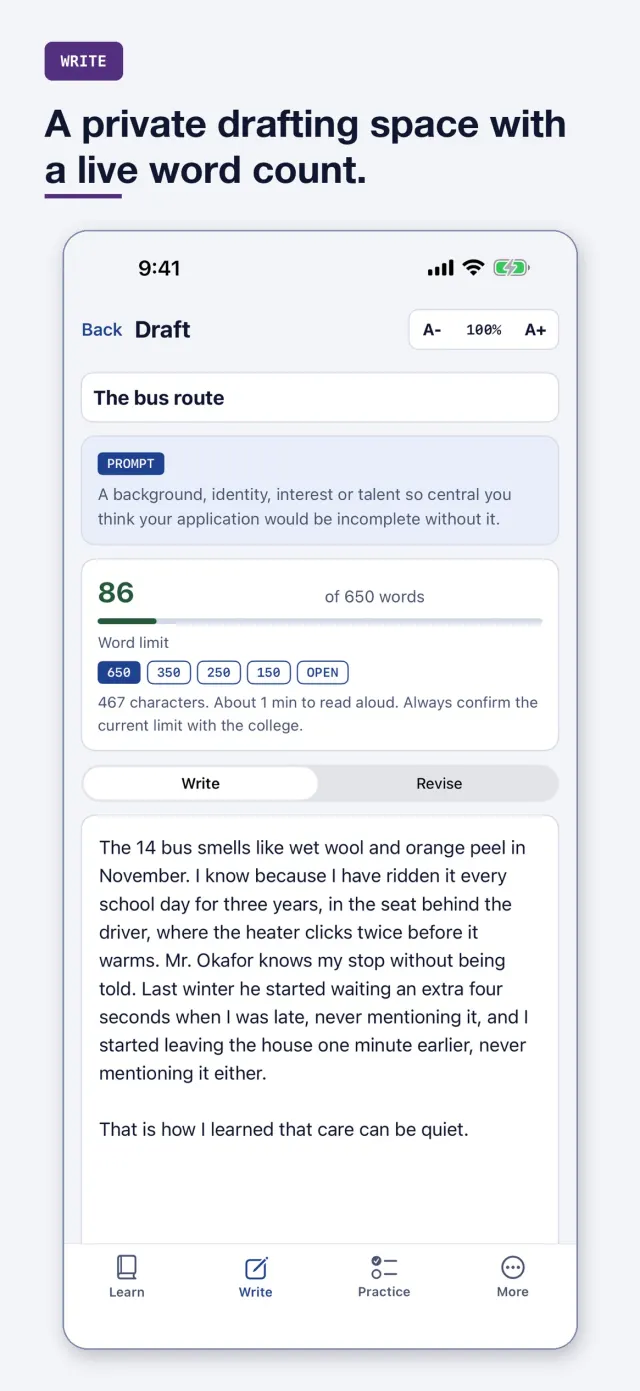 WRITE
A private drafting space with
a live word count.
9:41
Back Draft A- 100% A+
The bus route
PROMPT
A background, identity, interest or talent so central you
think your application would be incomplete without it.
86 of 650 words
Word limit
650 350 250 150 OPEN
467 characters. About 1 min to read aloud. Always confirm the
current limit with the college.
Write Revise
The 14 bus smells like wet wool and orange peel in
November. I know because I have ridden it every
school day for three years, in the seat behind the
driver, where the heater clicks twice before it
warms. Mr. Okafor knows my stop without being
told. Last winter he started waiting an extra four
seconds when I was late, never mentioning it, and I
started leaving the house one minute earlier, never
mentioning it either.
That is how I learned that care can be quiet.
Learn Write Practice More